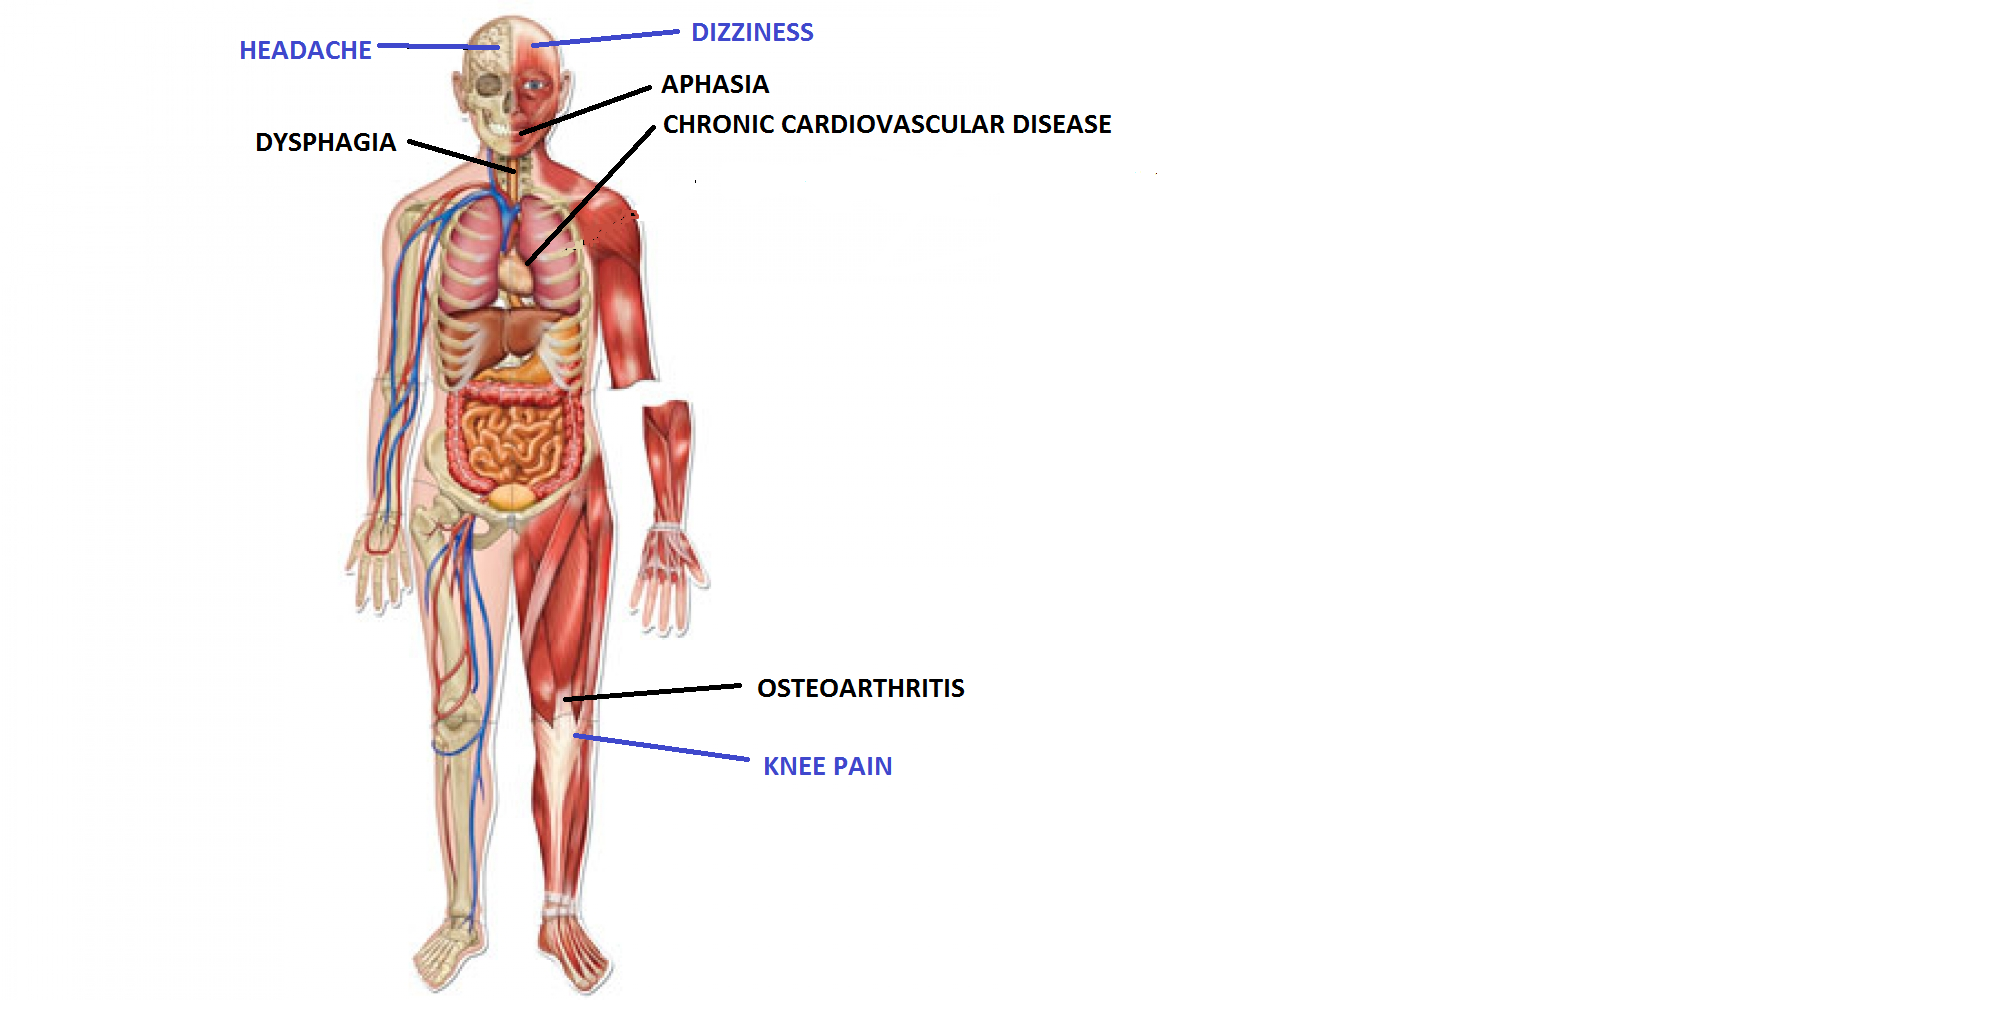 HEADACHE
DIZZINESS
APHASIA
CHRONIC CARDIOVASCULAR DISEASE
DYSPHAGIA
OSTEOARTHRITIS
KNEE PAIN